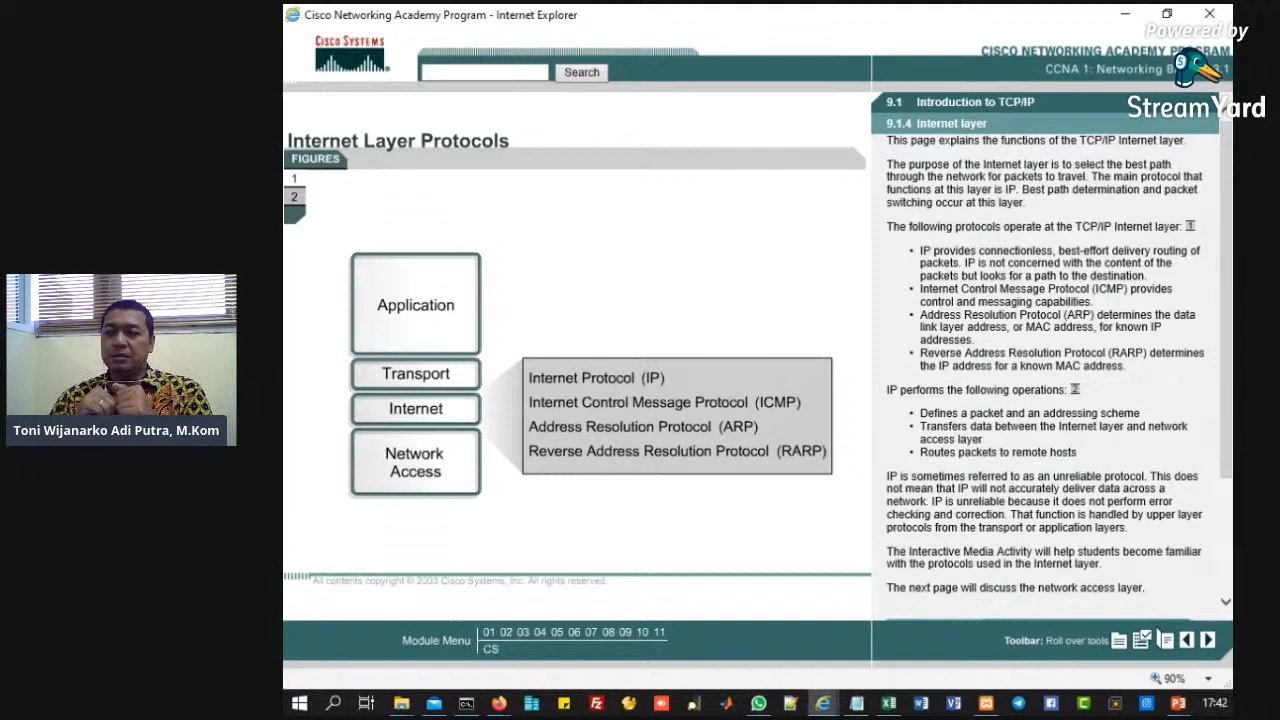 Cisco Networking Academy Program - Internet Explorer
Powered by
StreamYard
CISCO SYSTEMS
Search
CISCO NETWORKING ACADEMY PROGRAM
CCNA 1: Networking B
3.1
Internet Layer Protocols
FIGURES
1
2
Application
Transport
Internet
Network
Access
Internet Protocol (IP)
Internet Control Message Protocol (ICMP)
Address Resolution Protocol (ARP)
Reverse Address Resolution Protocol (RARP)
Toni Wijanarko Adi Putra, M.Kom
9.1 Introduction to TCP/IP
9.1.4 Internet layer
This page explains the functions of the TCP/IP Internet layer.
The purpose of the Internet layer is to select the best path
through the network for packets to travel. The main protocol that
functions at this layer is IP. Best path determination and packet
switching occur at this layer.
The following protocols operate at the TCP/IP Internet layer: 1
• IP provides connectionless, best-effort delivery routing of
packets. IP is not concerned with the content of the
packets but looks for a path to the destination.
• Internet Control Message Protocol (ICMP) provides
control and messaging capabilities.
• Address Resolution Protocol (ARP) determines the data
link layer address, or MAC address, for known IP
addresses.
• Reverse Address Resolution Protocol (RARP) determines
the IP address for a known MAC address.
IP performs the following operations: 2
• Defines a packet and an addressing scheme
• Transfers data between the Internet layer and network
access layer
• Routes packets to remote hosts
IP is sometimes referred to as an unreliable protocol. This does
not mean that IP will not accurately deliver data across a
network. IP is unreliable because it does not perform error
checking and correction. That function is handled by upper layer
protocols from the transport or application layers.
The Interactive Media Activity will help students become familiar
with the protocols used in the Internet layer.
The next page will discuss the network access layer.
All contents copyright © 2003 Cisco Systems, Inc. All rights reserved.
Module Menu
01 02 03 04 05 06 07 08 09 10 11
CS
Toolbar: Roll over tools
90%
17:42